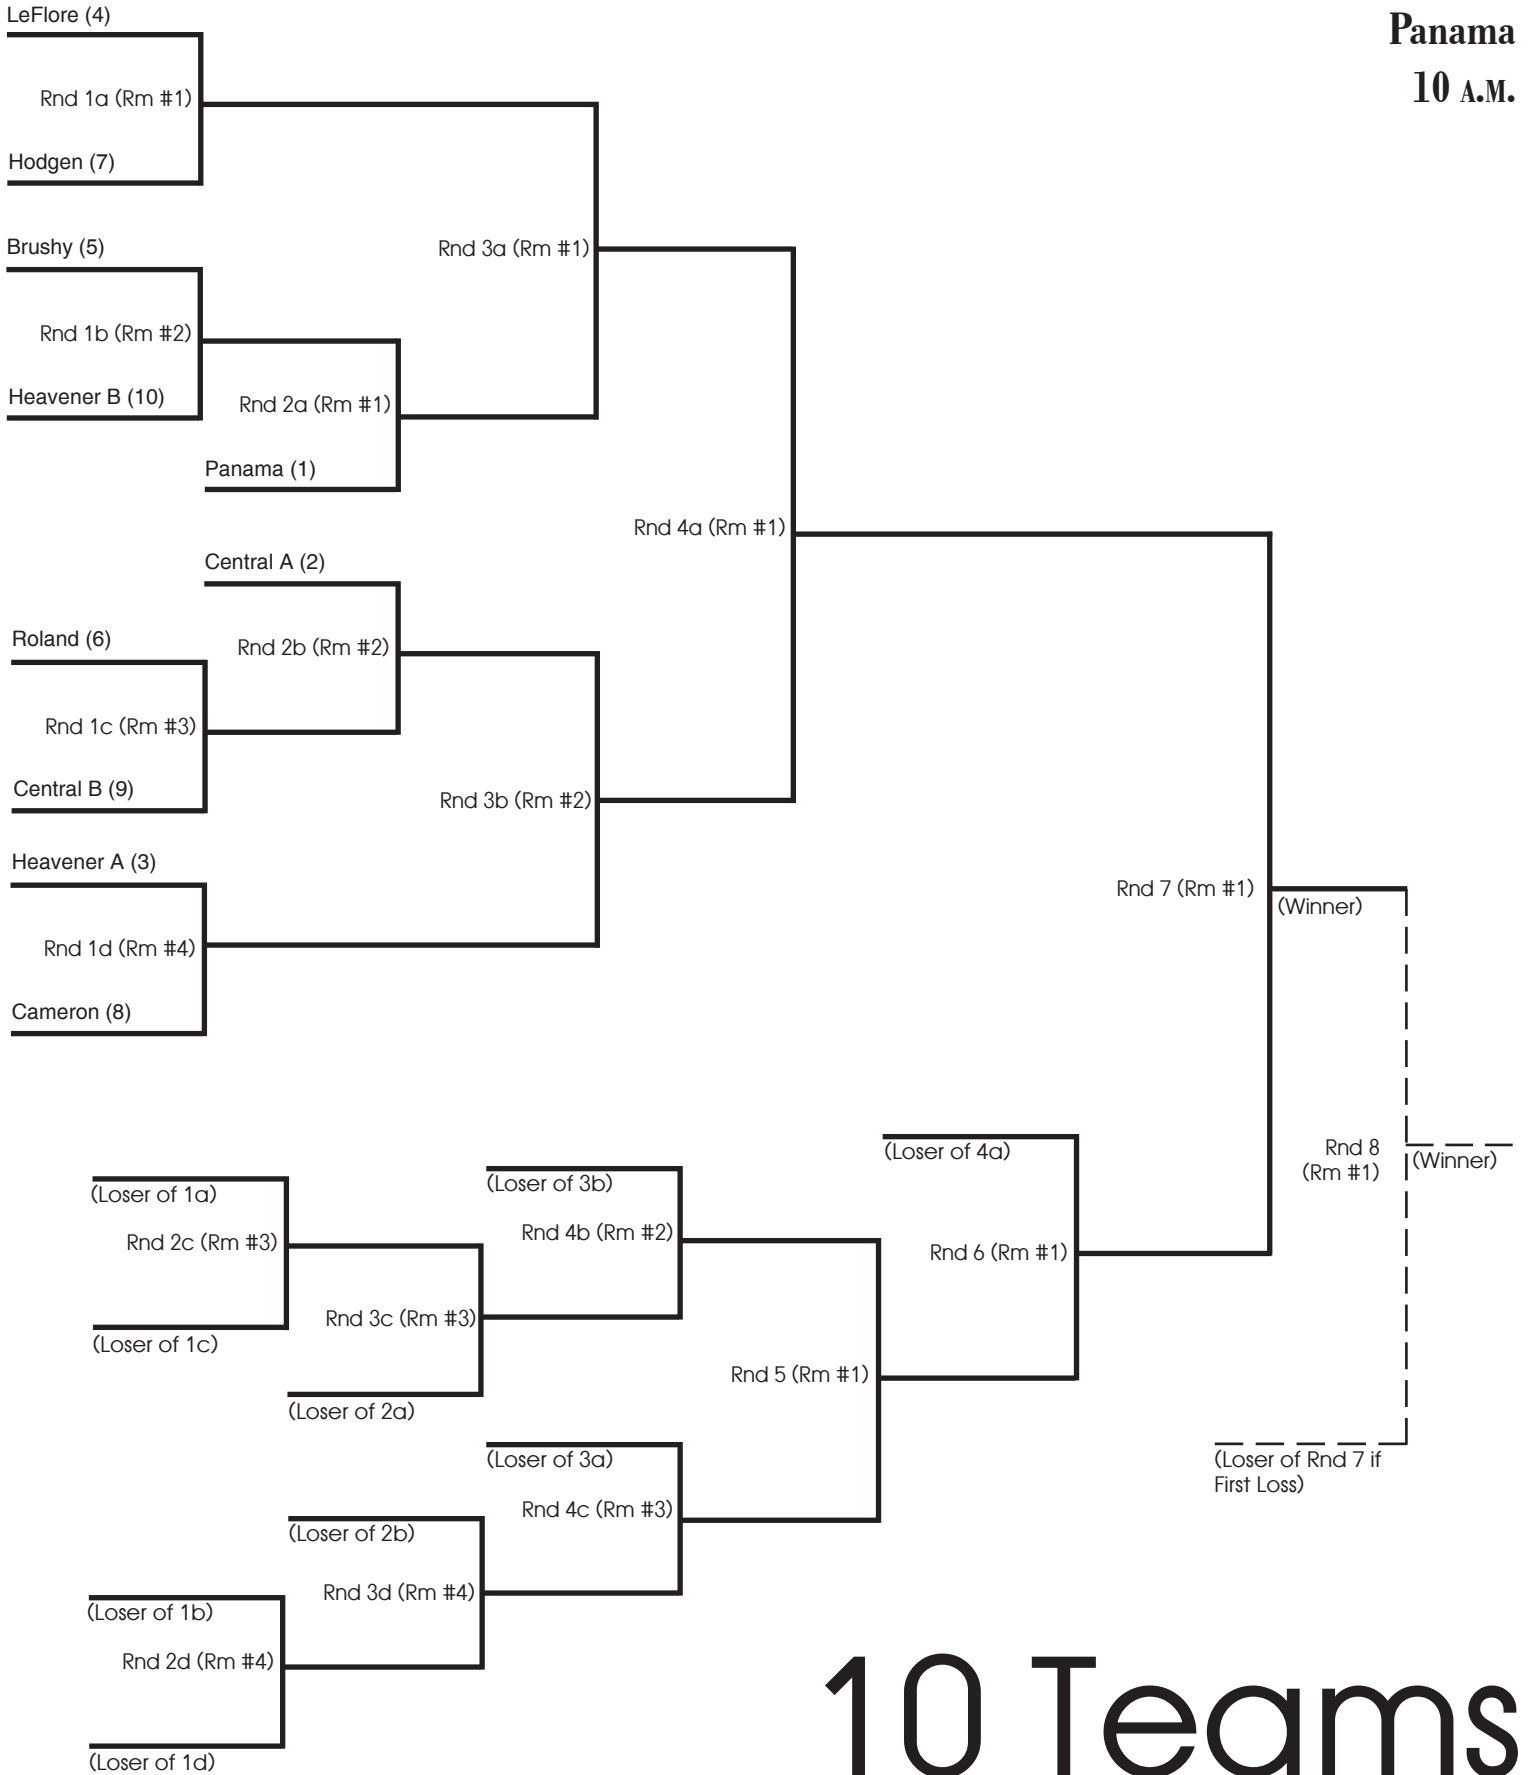 LeFlore (4)
Panama
10 A.M.
Rnd 1a (Rm #1)
Hodgen (7)
Brushy (5)
Rnd 3a (Rm #1)
Rnd 1b (Rm #2)
Heavener B (10)
Rnd 2a (Rm #1)
Panama (1)
Rnd 4a (Rm #1)
Central A (2)
Roland (6)
Rnd 2b (Rm #2)
Rnd 1c (Rm #3)
Central B (9)
Rnd 3b (Rm #2)
Heavener A (3)
Rnd 7 (Rm #1)
(Winner)
Rnd 1d (Rm #4)
Cameron (8)
(Loser of 4a)
Rnd 8
(Rm #1)
(Winner)
(Loser of 1a)
(Loser of 3b)
Rnd 2c (Rm #3)
Rnd 4b (Rm #2)
Rnd 6 (Rm #1)
Rnd 3c (Rm #3)
(Loser of 1c)
Rnd 5 (Rm #1)
(Loser of 2a)
(Loser of 3a)
(Loser of Rnd 7 if
First Loss)
Rnd 4c (Rm #3)
(Loser of 2b)
Rnd 3d (Rm #4)
(Loser of 1b)
Rnd 2d (Rm #4)
(Loser of 1d)
10 Teams